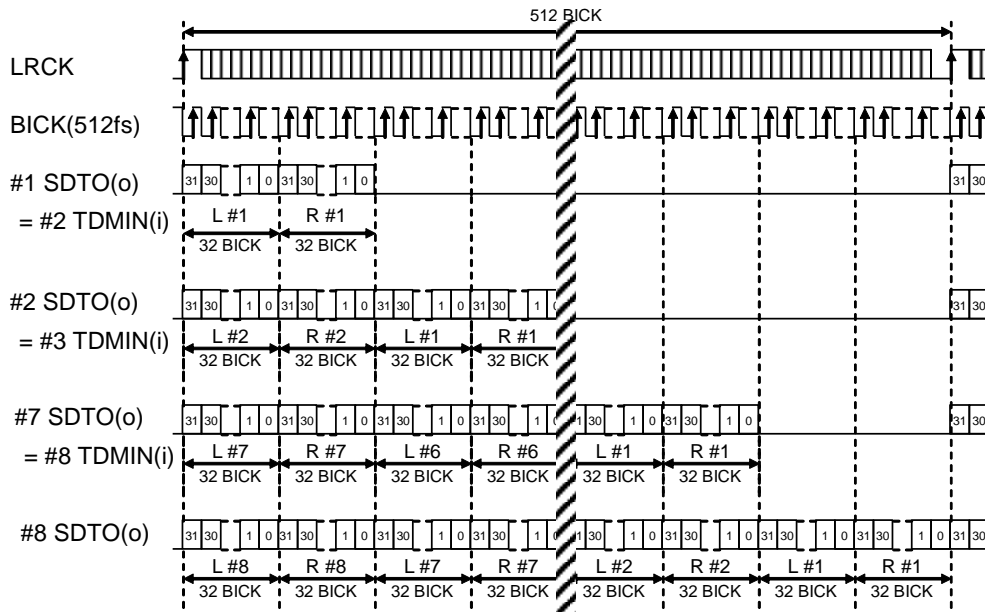 512 BICK
LRCK
BICK(512fs)
#1 SDTO(o) 31 30 1 0 31 30 1 0 31 30
= #2 TDMIN(i) L #1 R #1
32 BICK 32 BICK
#2 SDTO(o) 31 30 1 0 31 30 1 0 31 30 1 0 31 30 1 31 30
= #3 TDMIN(i) L #2 R #2 L #1 R #1
32 BICK 32 BICK 32 BICK 32 BICK
#7 SDTO(o) 31 30 1 0 31 30 1 0 31 30 1 0 31 30 1 30 1 0 31 30 1 0 31 30
= #8 TDMIN(i) L #7 R #7 L #6 R #6 L #1 R #1
32 BICK 32 BICK 32 BICK 32 BICK 32 BICK 32 BICK
#8 SDTO(o) 31 30 1 0 31 30 1 0 31 30 1 0 31 30 1 30 1 0 31 30 1 0 31 30 1 0 31 30 1 0 31 30
L #8 R #8 L #7 R #7 L #2 R #2 L #1 R #1
32 BICK 32 BICK 32 BICK 32 BICK 32 BICK 32 BICK 32 BICK 32 BICK